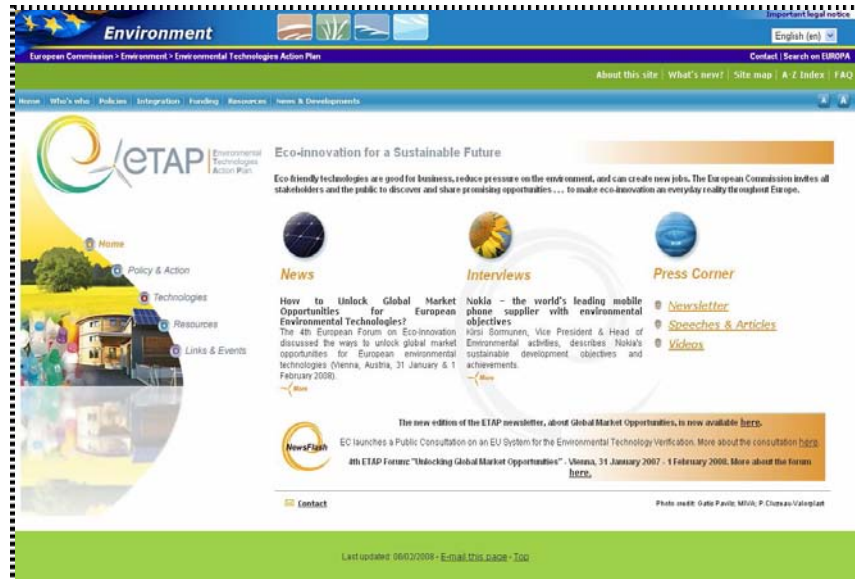 Important legal notice
Environment
English (en)
European Commission > Environment > Environmental Technologies Action Plan
Contact | Search on EUROPA
About this site | What's new? | Site map | A-Z Index | FAQ
Home | Who's who | Policies | Integration | Funding | Resources | News & Developments
A A
eTAP Environmental
Technologies
Action Plan
Eco-innovation for a Sustainable Future
Eco friendly technologies are good for business, reduce pressure on the environment, and can create new jobs. The European Commission invites all
stakeholders and the public to discover and share promising opportunities . . . to make eco-innovation an everyday reality throughout Europe.
Home
Policy & Action
Technologies
Resources
Links & Events
News
How to Unlock Global Market
Opportunities for European
Environmental Technologies?
The 4th European Forum on Eco-Innovation
discussed the ways to unlock global market
opportunities for European environmental
technologies (Vienna, Austria, 31 January & 1
February 2008).
More
Interviews
Nokia – the world's leading mobile
phone supplier with environmental
objectives
Kirsi Sormunen, Vice President & Head of
Environmental activities, describes Nokia's
sustainable development objectives and
achievements.
More
Press Corner
Newsletter
Speeches & Articles
Videos
NewsFlash
The new edition of the ETAP newsletter, about Global Market Opportunities, is now available here.
EC launches a Public Consultation on an EU System for the Environmental Technology Verification. More about the consultation here.
4th ETAP Forum: "Unlocking Global Market Opportunities" - Vienna, 31 January 2007 - 1 February 2008. More about the forum
here.
Contact
Photo credit: Gatis Pavils; MIVA; P.
Last updated: 06/02/2008 - E-mail this page - Top